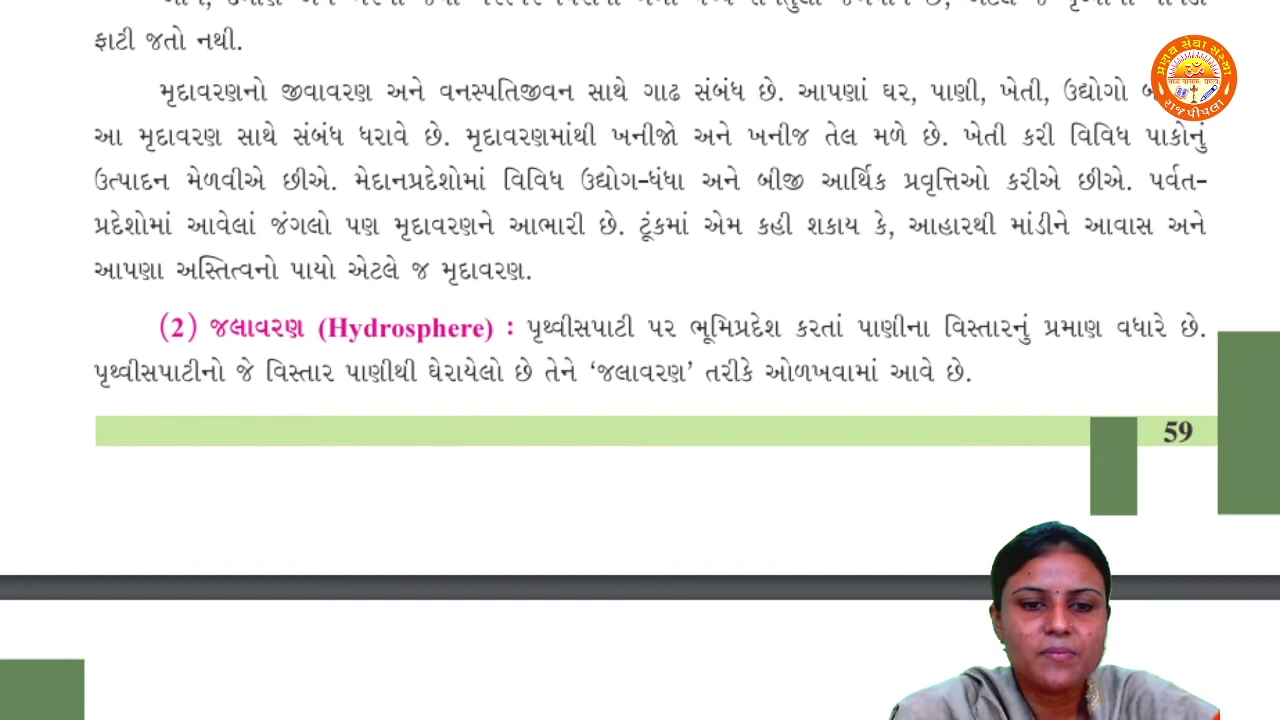 ફાટી જતો નથી.
મૃદાવરણનો જીવાવરણ અને વનસ્પતિજીવન સાથે ગાઢ સંબંધ છે. આપણાં ઘર, પાણી, ખેતી, ઉદ્યોગો
આ મૃદાવરણ સાથે સંબંધ ધરાવે છે. મૃદાવરણમાંથી ખનીજો અને ખનીજ તેલ મળે છે. ખેતી કરી વિવિધ પાકોનું
ઉત્પાદન મેળવીએ છીએ. મેદાનપ્રદેશોમાં વિવિધ ઉદ્યોગ-ધંધા અને બીજી આર્થિક પ્રવૃત્તિઓ કરીએ છીએ. પર્વત-
પ્રદેશોમાં આવેલાં જંગલો પણ મૃદાવરણને આભારી છે. ટૂંકમાં એમ કહી શકાય કે, આહારથી માંડીને આવાસ અને
આપણા અસ્તિત્વનો પાયો એટલે જ મૃદાવરણ.
(2) જલાવરણ (Hydrosphere) : પૃથ્વીસપાટી પર ભૂમિપ્રદેશ કરતાં પાણીના વિસ્તારનું પ્રમાણ વધારે છે.
પૃથ્વીસપાટીનો જે વિસ્તાર પાણીથી ઘેરાયેલો છે તેને ‘જલાવરણ’ તરીકે ઓળખવામાં આવે છે.
59
પ્રણવ સેવા સંસ્થા
રાજપીપલા